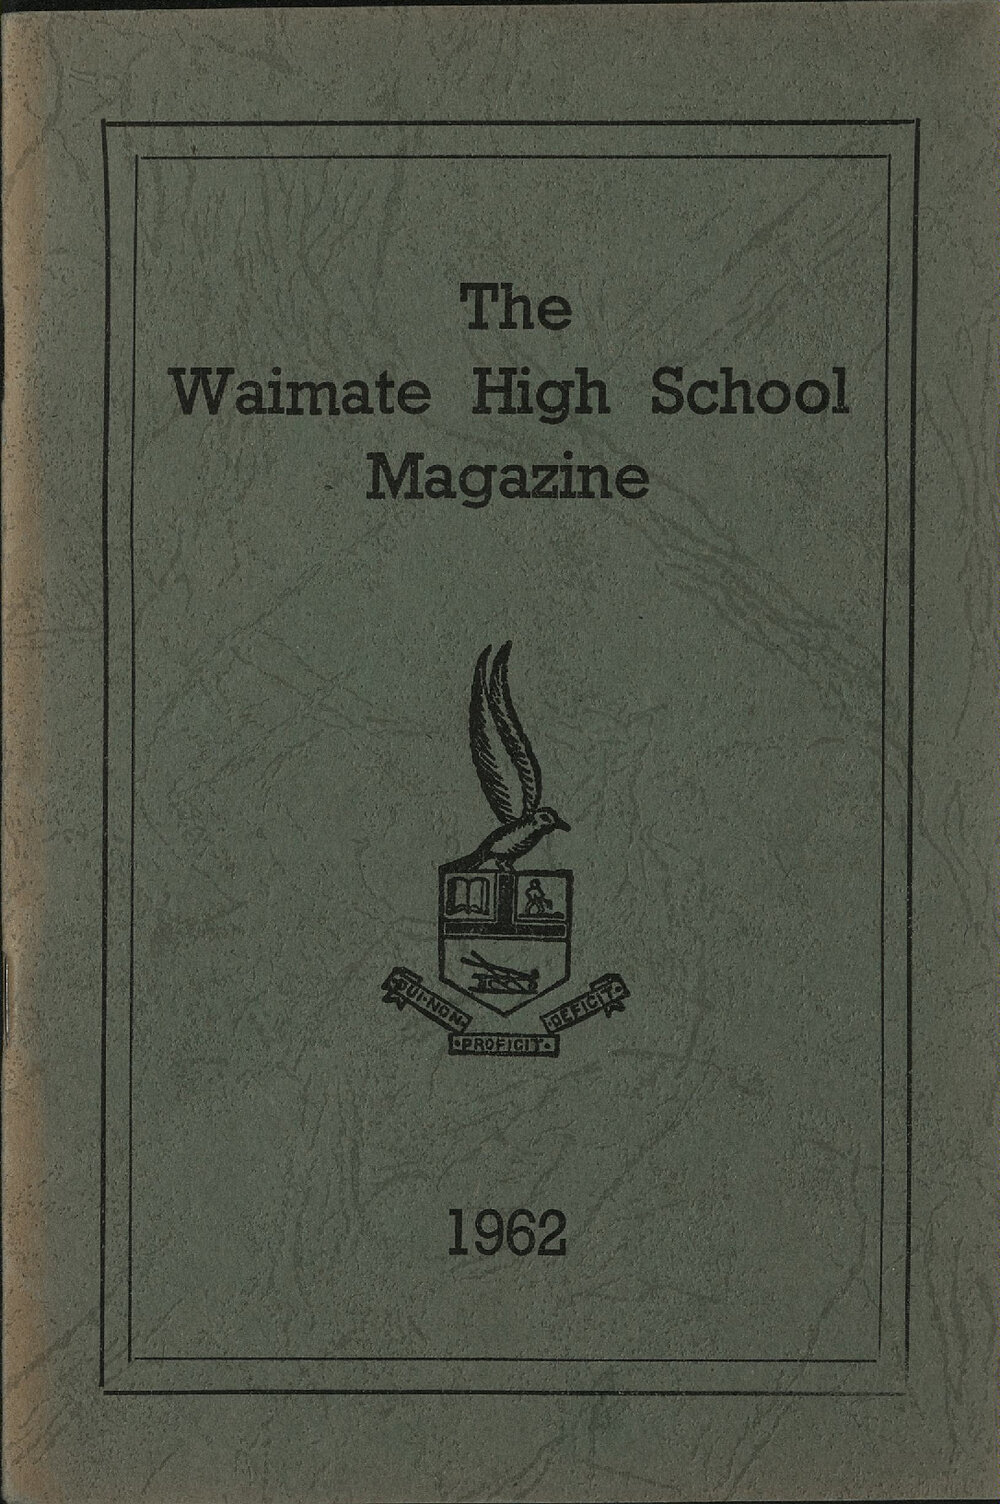 The
Waimate High School
Magazine
QUI·NON·
·PROFICIT·
·DEFICIT·
1962